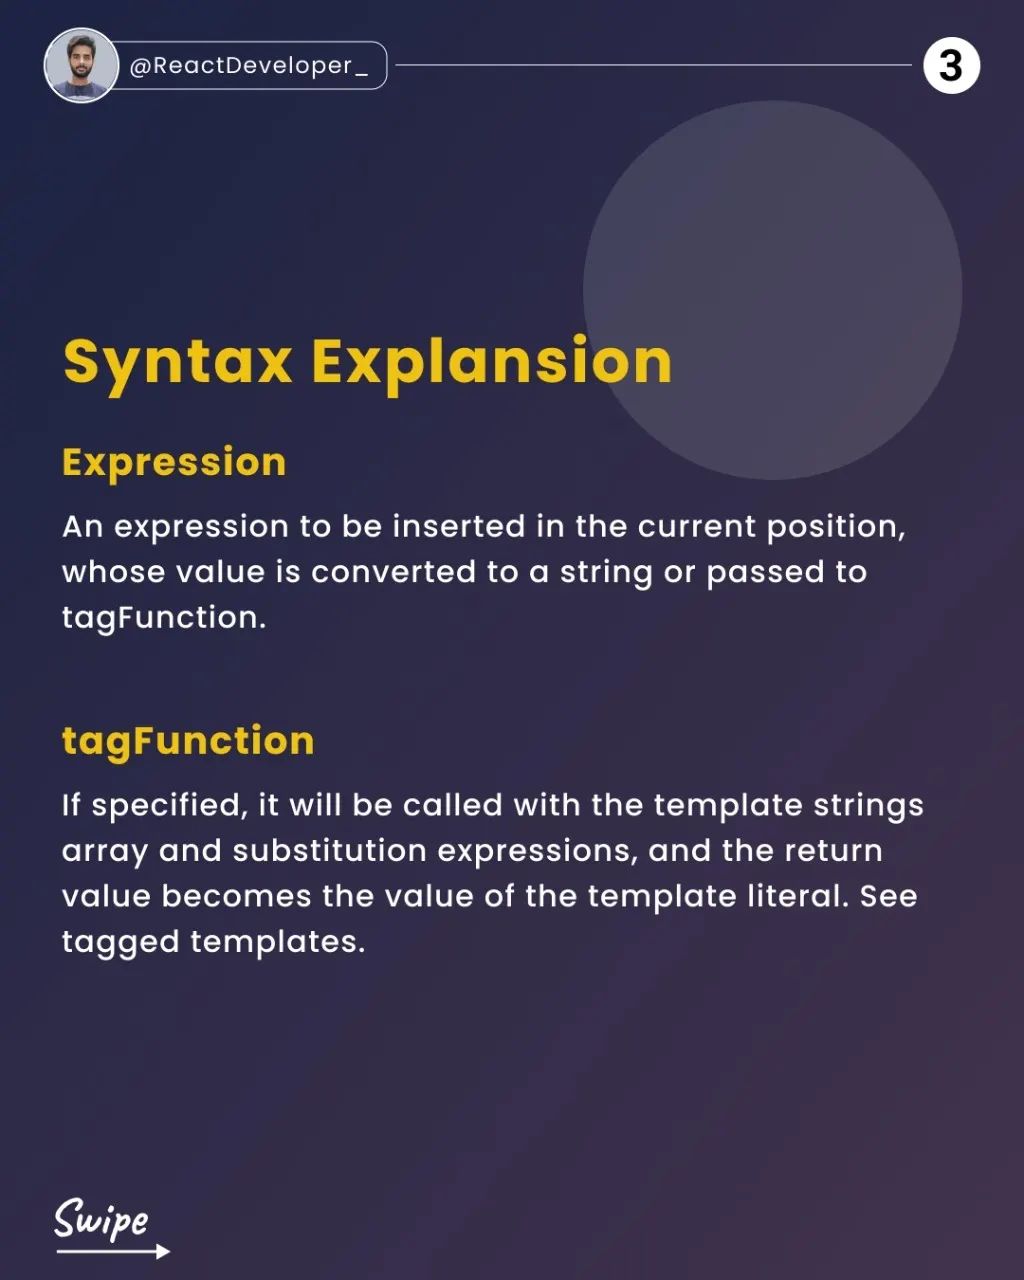 @ReactDeveloper_
3
Syntax Explansion
Expression
An expression to be inserted in the current position,
whose value is converted to a string or passed to
tagFunction.
tagFunction
If specified, it will be called with the template strings
array and substitution expressions, and the return
value becomes the value of the template literal. See
tagged templates.
Swipe